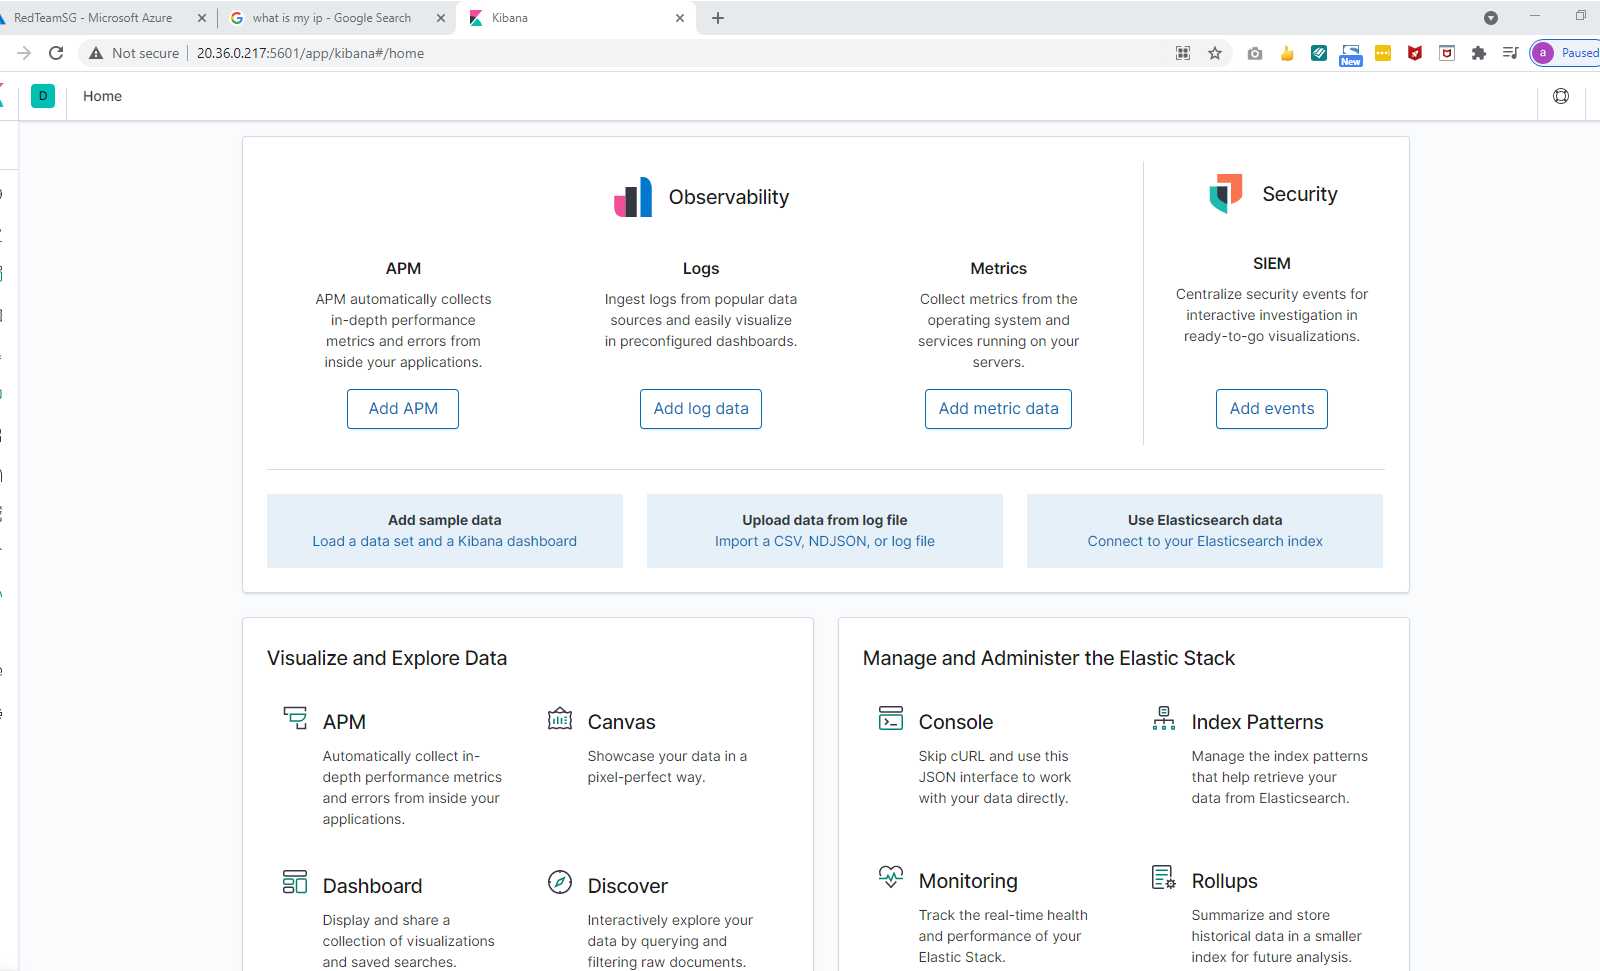 RedTeamSG - Microsoft Azure
what is my ip - Google Search
Kibana
Not secure
20.36.0.217:5601/app/kibana#/home
New
a
Paused
D
Home
Observability
Security
APM
Logs
Metrics
SIEM
APM automatically collects
in-depth performance
metrics and errors from
inside your applications.
Ingest logs from popular data
sources and easily visualize
in preconfigured dashboards.
Collect metrics from the
operating system and
services running on your
servers.
Centralize security events for
interactive investigation in
ready-to-go visualizations.
Add APM
Add log data
Add metric data
Add events
Add sample data
Load a data set and a Kibana dashboard
Upload data from log file
Import a CSV, NDJSON, or log file
Use Elasticsearch data
Connect to your Elasticsearch index
Visualize and Explore Data
APM
Automatically collect in-
depth performance metrics
and errors from inside your
applications.
Canvas
Showcase your data in a
pixel-perfect way.
Dashboard
Display and share a
collection of visualizations
and saved searches.
Discover
Interactively explore your
data by querying and
filtering raw documents.
Manage and Administer the Elastic Stack
Console
Skip cURL and use this
JSON interface to work
with your data directly.
Index Patterns
Manage the index patterns
that help retrieve your
data from Elasticsearch.
Monitoring
Track the real-time health
and performance of your
Elastic Stack.
Rollups
Summarize and store
historical data in a smaller
index for future analysis.